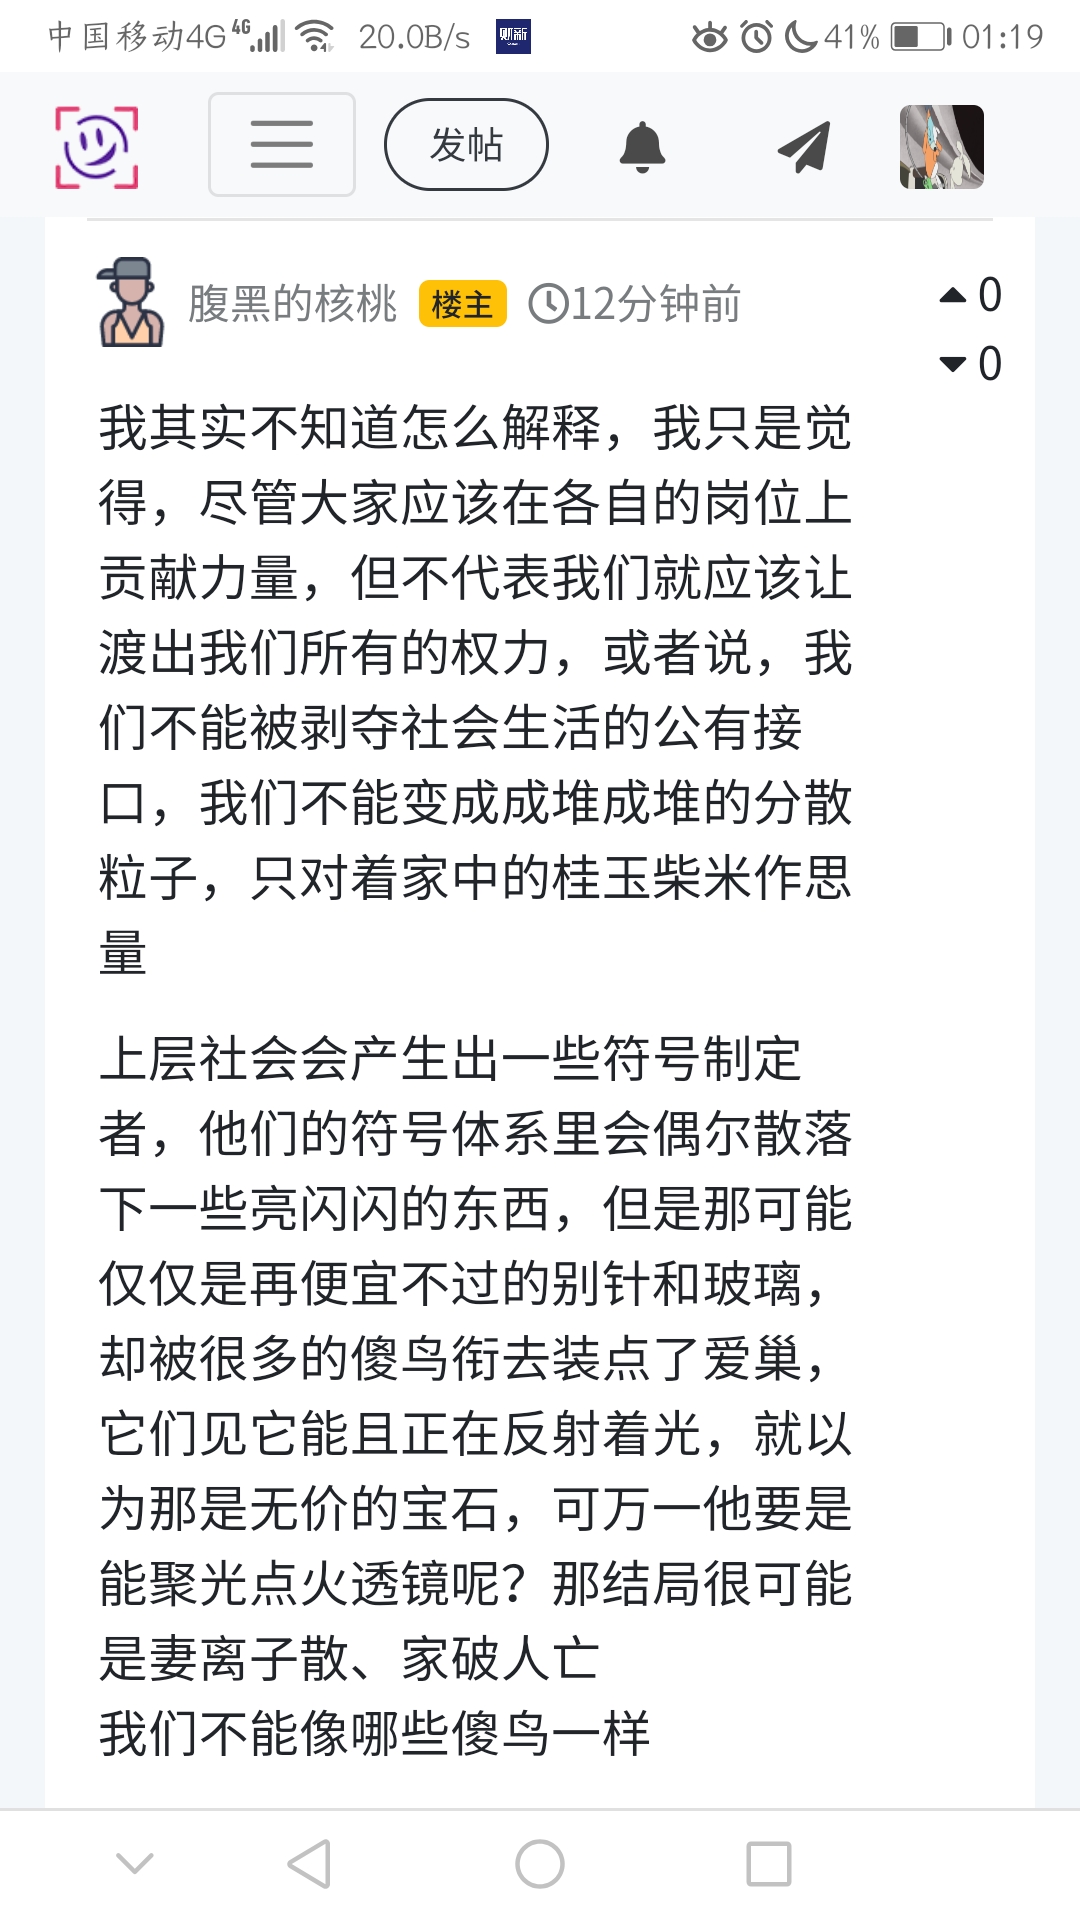 中国移动4G 4G 20.0B/s 财新 41% 01:19
发帖
腹黑的核桃 楼主 12分钟前 0
0
我其实不知道怎么解释，我只是觉
得，尽管大家应该在各自的岗位上
贡献力量，但不代表我们就应该让
渡出我们所有的权力，或者说，我
们不能被剥夺社会生活的公有接
口，我们不能变成成堆成堆的分散
粒子，只对着家中的桂玉柴米作思
量
上层社会会产生出一些符号制定
者，他们的符号体系里会偶尔散落
下一些亮闪闪的东西，但是那可能
仅仅是再便宜不过的别针和玻璃，
却被很多的傻鸟衔去装点了爱巢，
它们见它能且正在反射着光，就以
为那是无价的宝石，可万一他要是
能聚光点火透镜呢？那结局很可能
是妻离子散、家破人亡
我们不能像哪些傻鸟一样